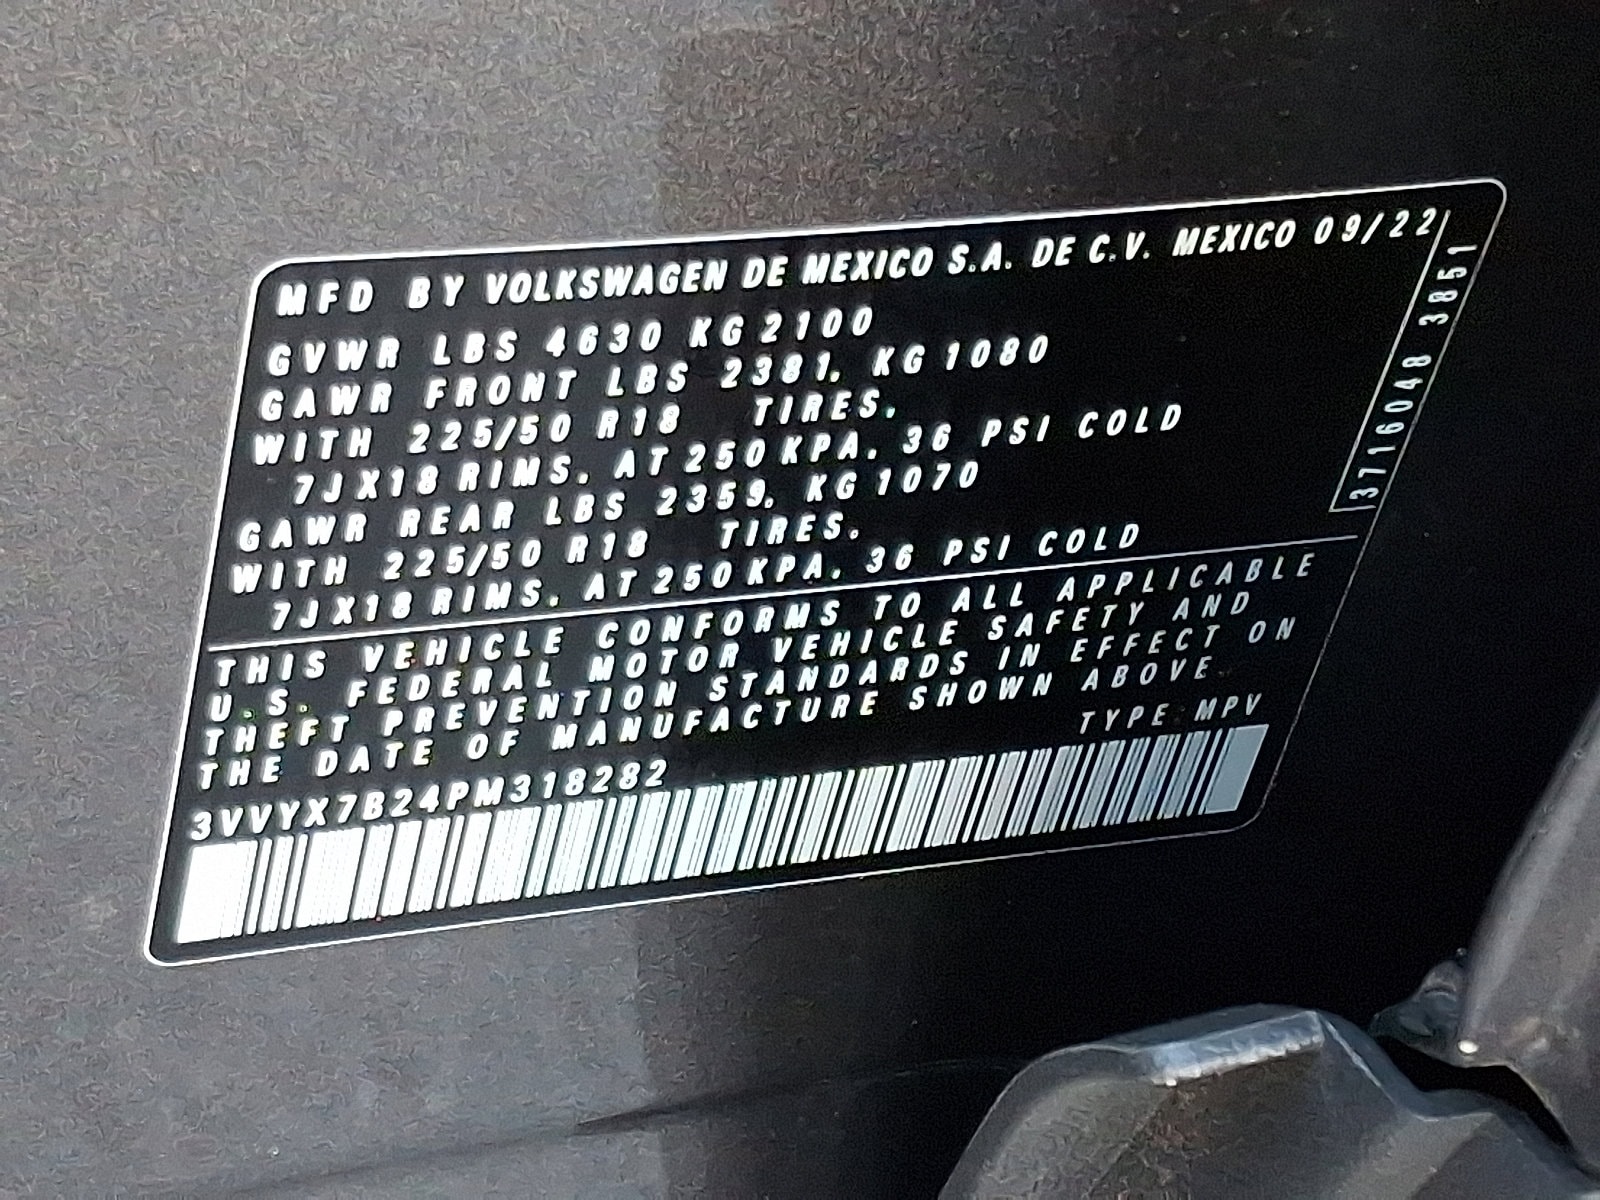 MFD BY VOLKSWAGEN DE MEXICO S.A. DE C.V. MEXICO 09/22
GVWR LBS 4630 KG 2100
GAWR FRONT LBS 2381, KG 1080
WITH 225/50 R18 TIRES.
7JX18 RIMS, AT 250 KPA, 36 PSI COLD
GAWR REAR LBS 2359, KG 1070
WITH 225/50 R18 TIRES.
7JX18 RIMS, AT 250 KPA, 36 PSI COLD
3716048 3851
THIS VEHICLE CONFORMS TO ALL APPLICABLE
U.S. FEDERAL MOTOR VEHICLE SAFETY AND
THEFT PREVENTION STANDARDS IN EFFECT ON
THE DATE OF MANUFACTURE SHOWN ABOVE.
3VVYX7B24PM318282
TYPE: MPV